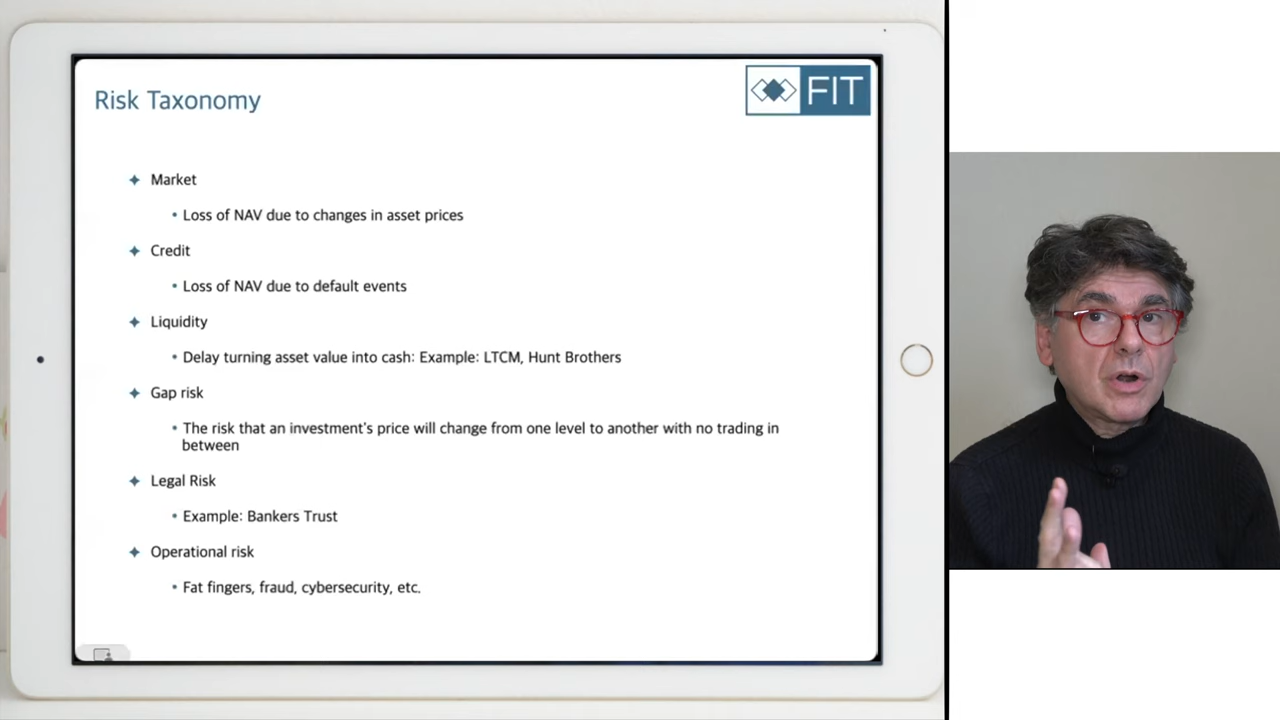 FIT
Risk Taxonomy
Market
• Loss of NAV due to changes in asset prices
Credit
• Loss of NAV due to default events
Liquidity
• Delay turning asset value into cash: Example: LTCM, Hunt Brothers
Gap risk
• The risk that an investment's price will change from one level to another with no trading in
between
Legal Risk
• Example: Bankers Trust
Operational risk
• Fat fingers, fraud, cybersecurity, etc.